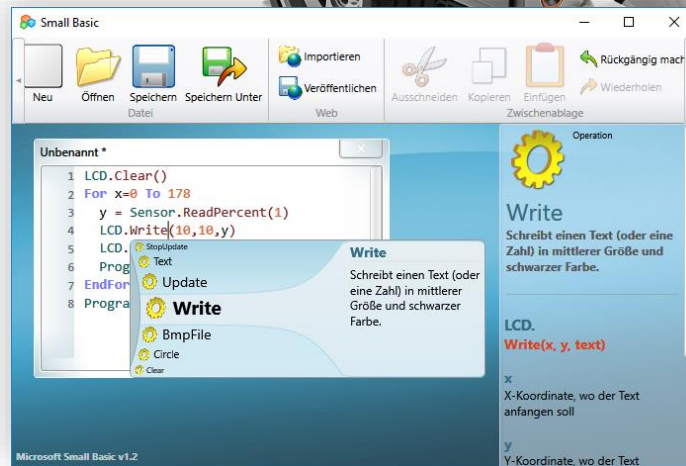 Small Basic
Neu
Öffnen
Speichern
Speichern Unter
Datei
Importieren
Veröffentlichen
Web
Ausschneiden
Kopieren
Einfügen
Rückgängig mach
Wiederholen
Zwischenablage
Unbenannt *
1 LCD.Clear()
2 For x=0 To 178
3 y = Sensor.ReadPercent(1)
4 LCD.Write(10,10,y)
5 LCD.
6 Prog
7 EndFor
8 Progra
StopUpdate
Text
Update
Write
BmpFile
Circle
Clear
Write
Schreibt einen Text (oder
eine Zahl) in mittlerer
Größe und schwarzer
Farbe.
Operation
Write
Schreibt einen Text (oder eine
Zahl) in mittlerer Größe und
schwarzer Farbe.
LCD.
Write(x, y, text)
x
X-Koordinate, wo der Text
anfangen soll
y
Y-Koordinate, wo der Text
Microsoft Small Basic v1.2